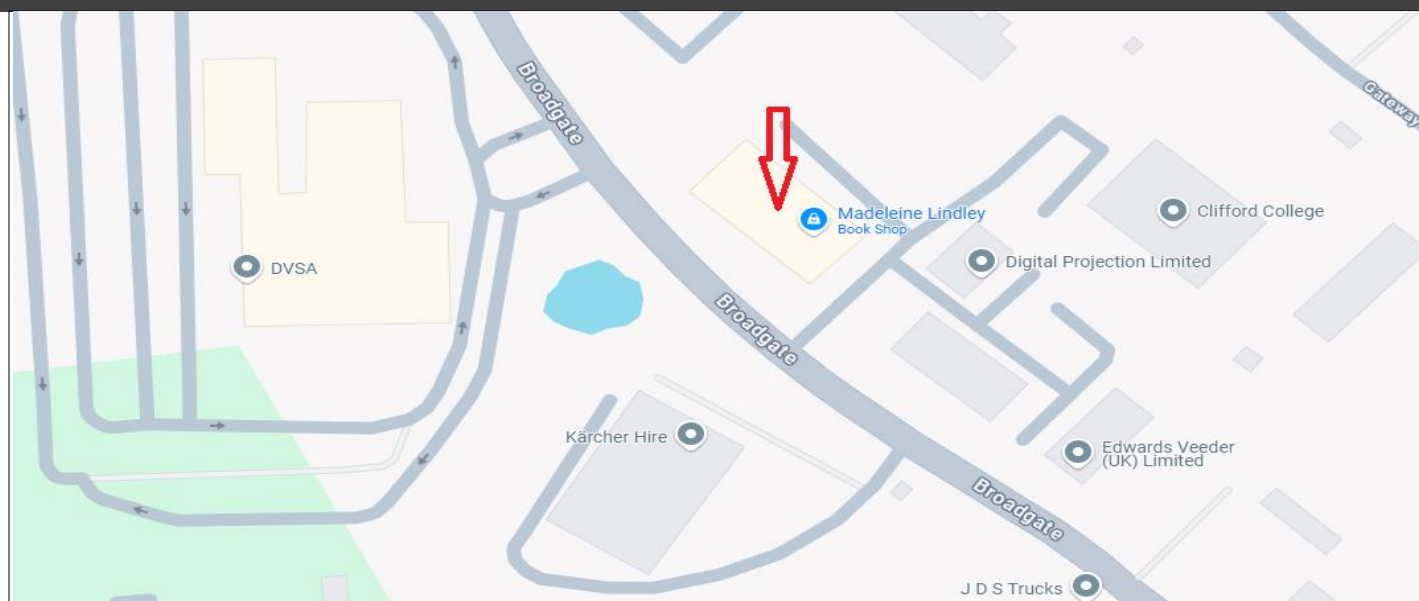 Broadgate
Gateway
Madeleine Lindley
Book Shop
Clifford College
DVSA
Digital Projection Limited
Broadgate
Kärcher Hire
Edwards Veeder
(UK) Limited
Broadgate
J D S Trucks